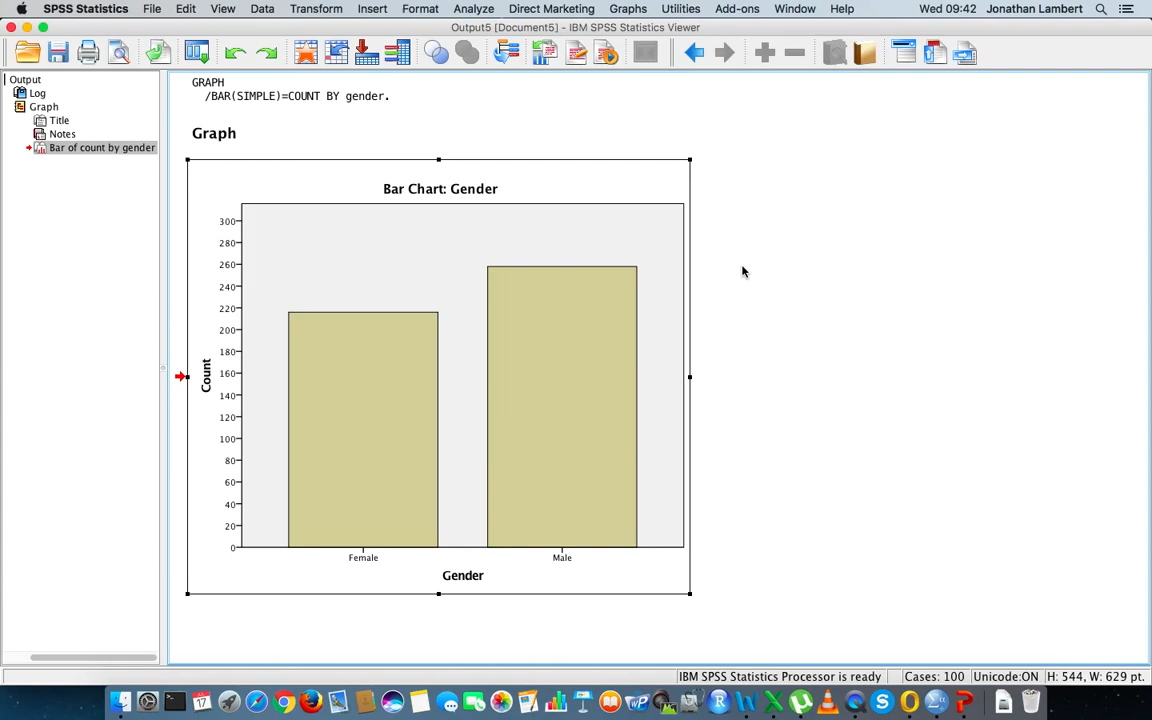 SPSS Statistics File Edit View Data Transform Insert Format Analyze Direct Marketing Graphs Utilities Add-ons Window Help Wed 09:42 Jonathan Lambert
Output5 [Document5] - IBM SPSS Statistics Viewer
Output
Log
Graph
Title
Notes
Bar of count by gender
GRAPH
/BAR(SIMPLE)=COUNT BY gender.
Graph
Bar Chart: Gender
300
280
260
240
220
200
180
160
140
120
100
80
60
40
20
0
Count
Female Male
Gender
IBM SPSS Statistics Processor is ready Cases: 100 Unicode:ON H: 544, W: 629 pt.
17